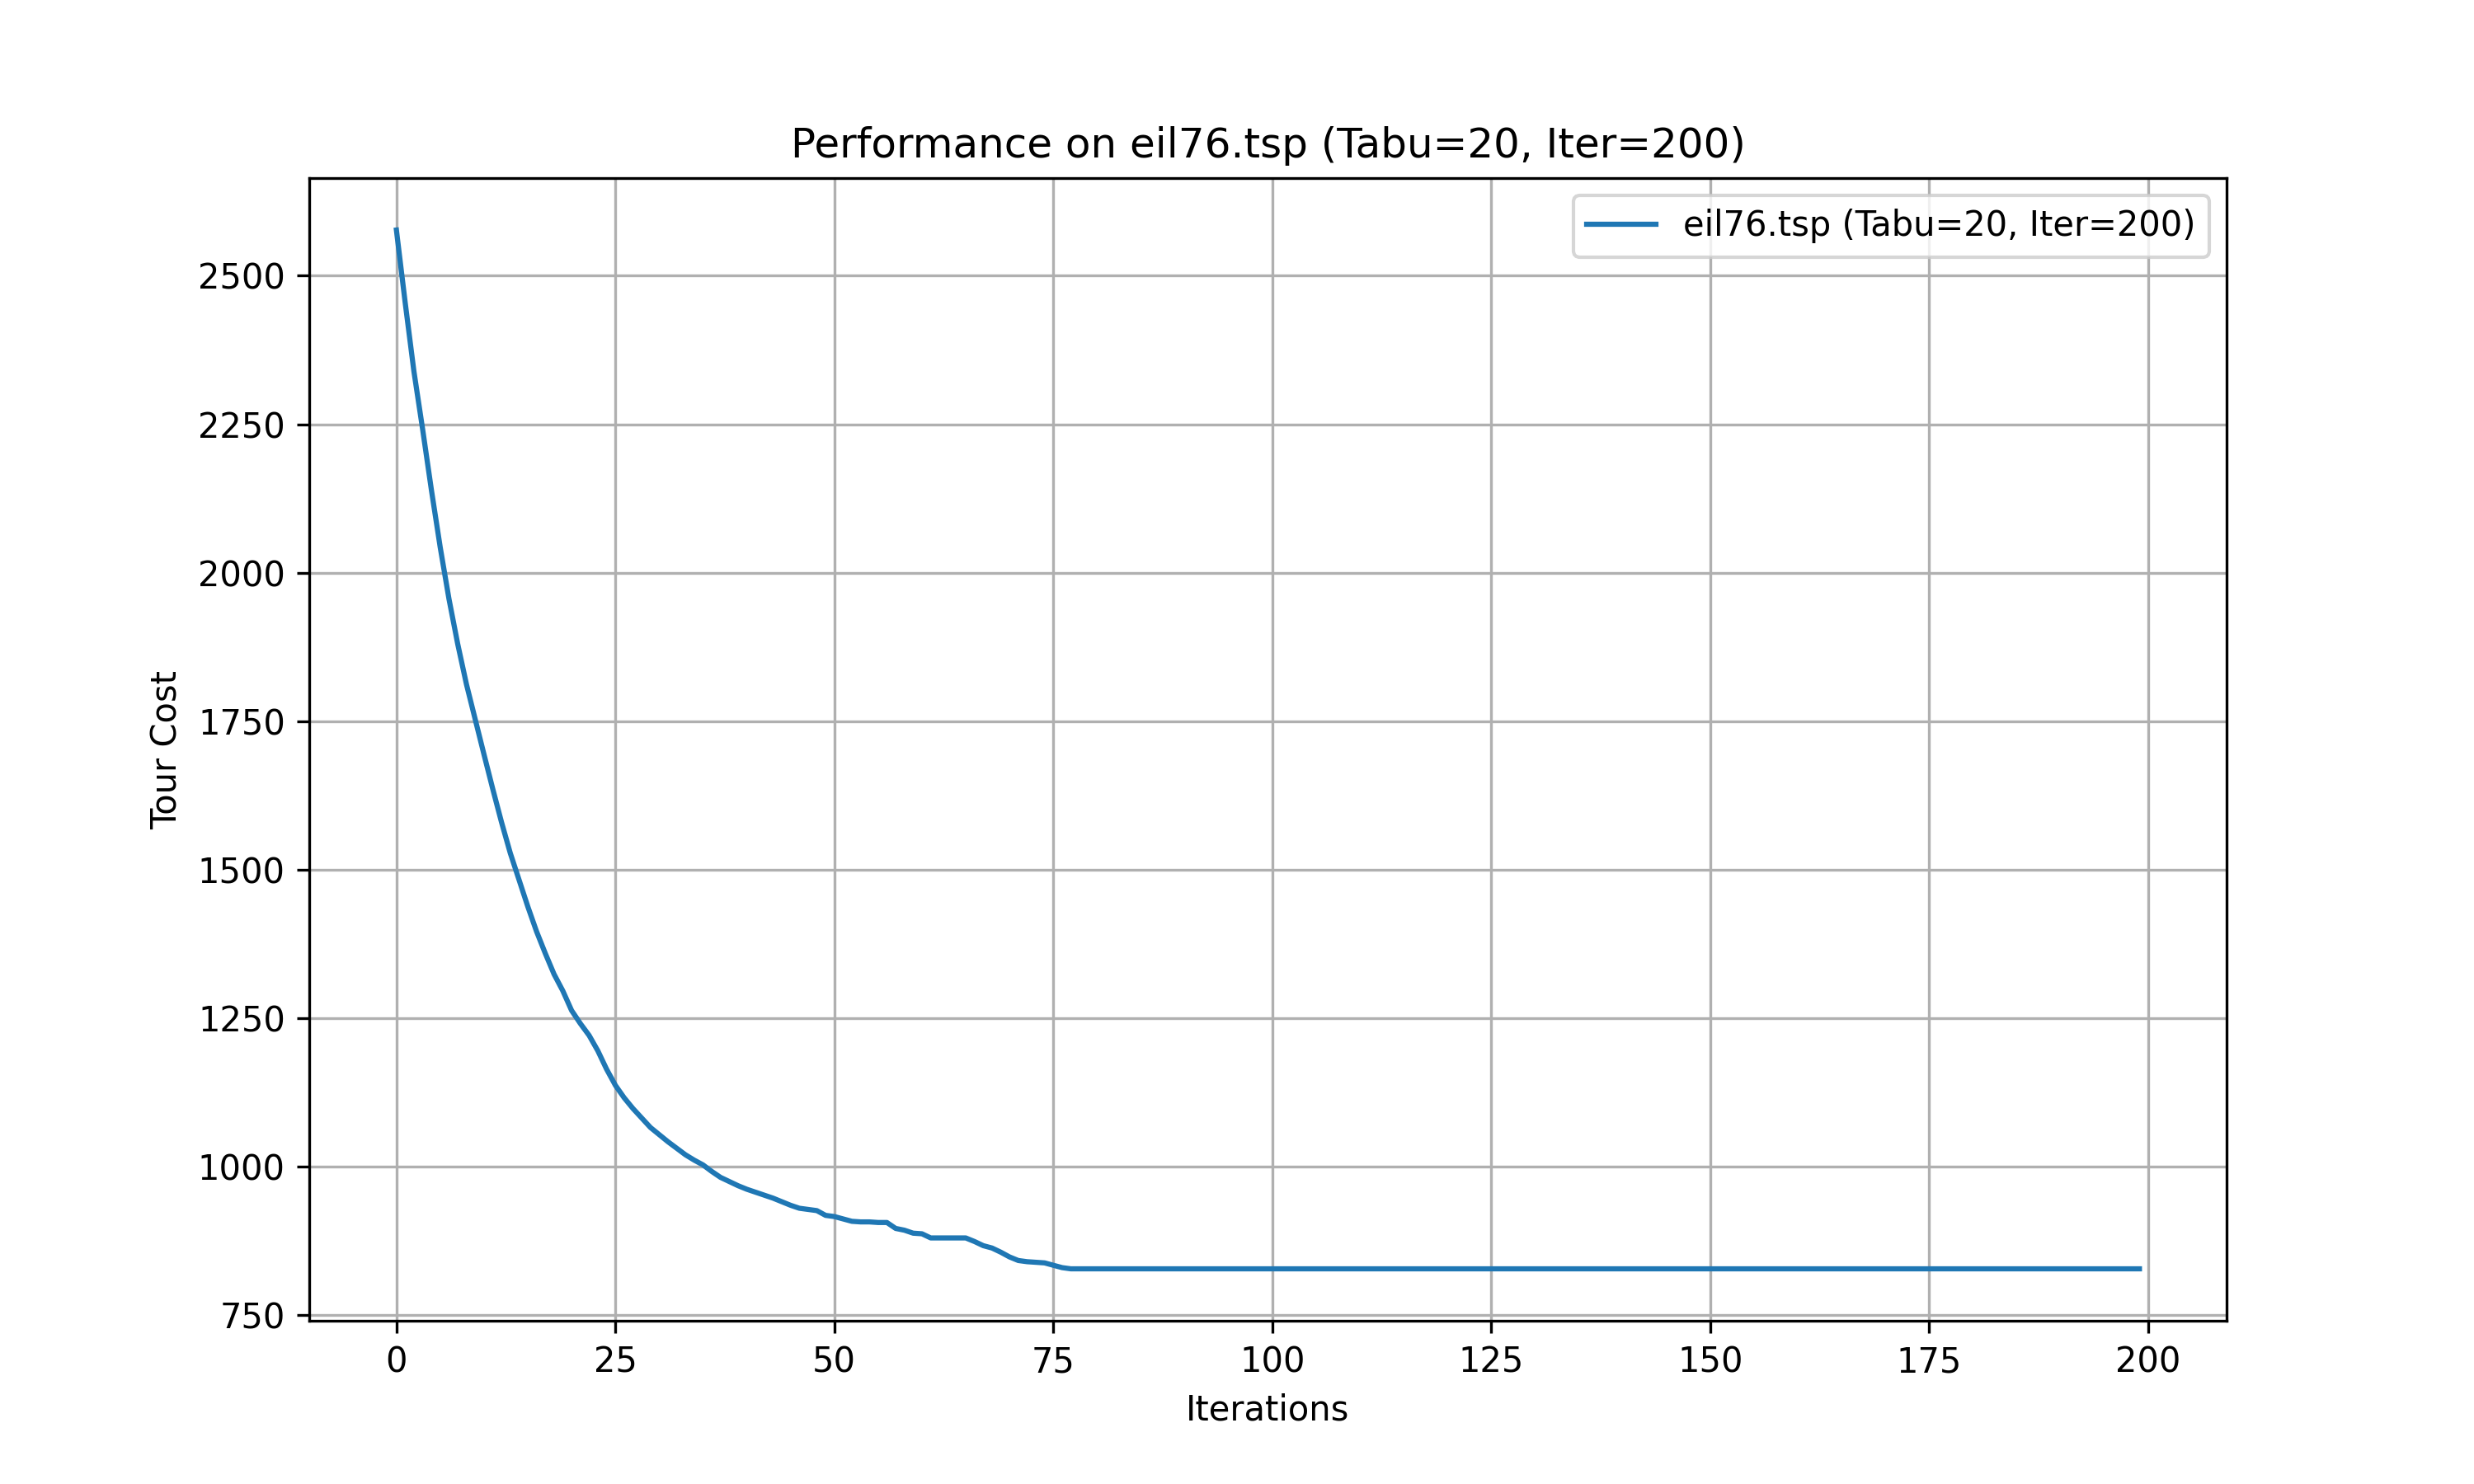 Performance on eil76.tsp (Tabu=20, Iter=200)
eil76.tsp (Tabu=20, Iter=200)
Tour Cost
2500
2250
2000
1750
1500
1250
1000
750
0 25 50 75 100 125 150 175 200
Iterations